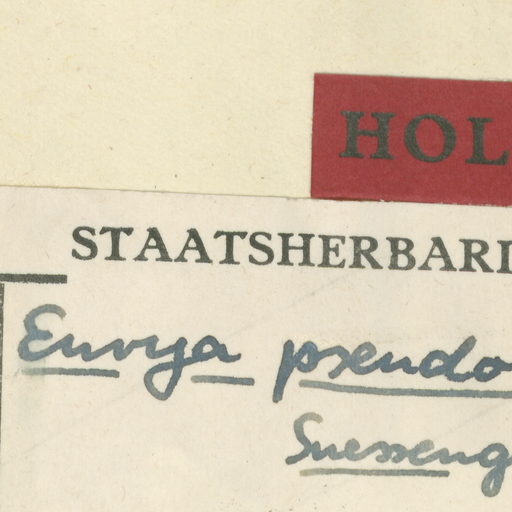 HOL
STAATSHERBARI
Eurya pseudo
Suesseng